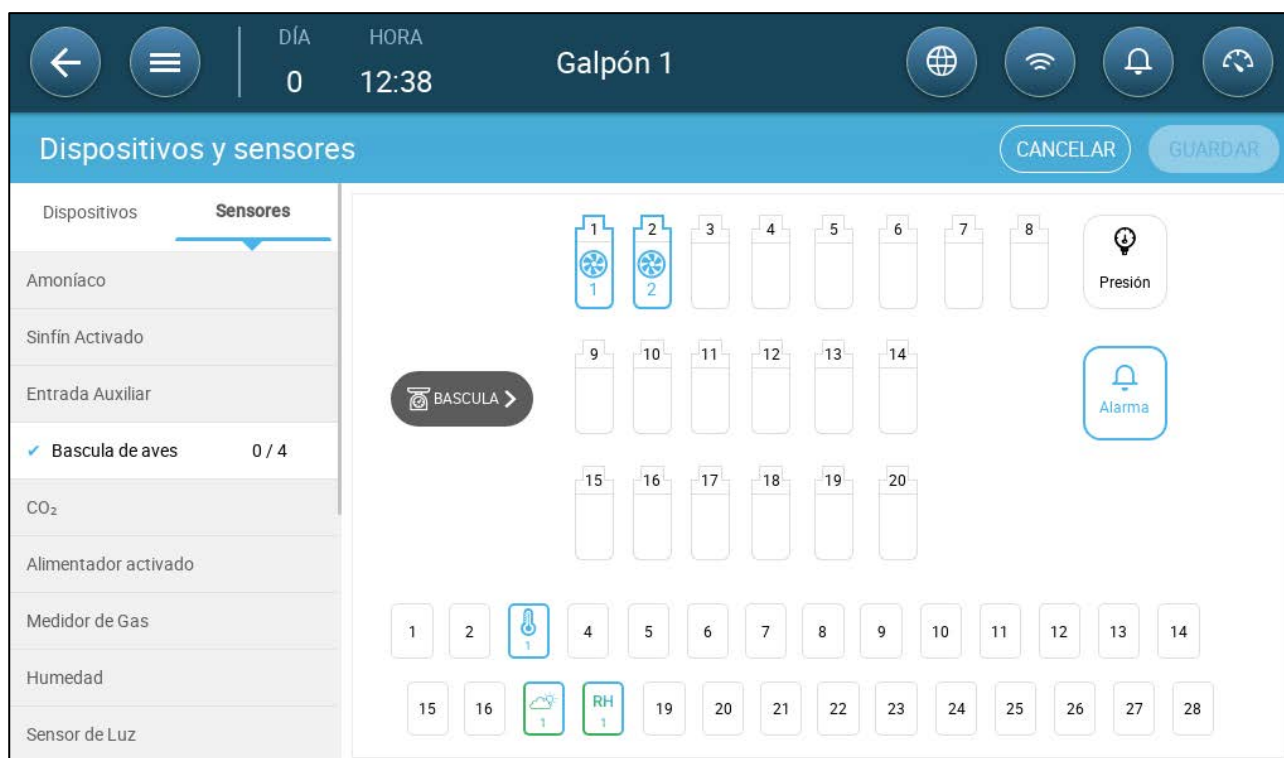 DÍA HORA
0 12:38 Galpón 1
Dispositivos y sensores CANCELAR GUARDAR
Dispositivos Sensores
Amoníaco
Sinfín Activado
Entrada Auxiliar
Bascula de aves 0 / 4
CO₂
Alimentador activado
Medidor de Gas
Humedad
Sensor de Luz
1 2 3 4 5 6 7 8
1 2
Presión
9 10 11 12 13 14
BASCULA
Alarma
15 16 17 18 19 20
1 2 1 4 5 6 7 8 9 10 11 12 13 14
15 16 1 RH 1 19 20 21 22 23 24 25 26 27 28